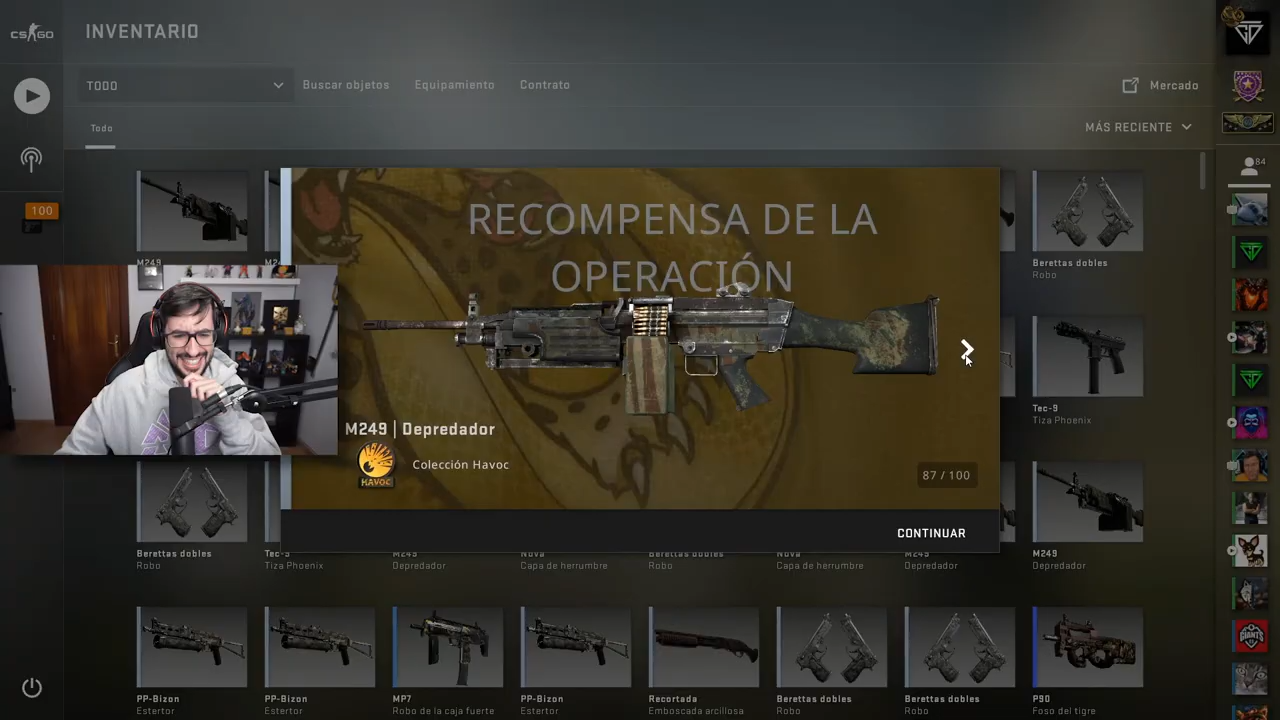 CS:GO
INVENTARIO
TODO
Buscar objetos
Equipamiento
Contrato
Mercado
Todo
MÁS RECIENTE
84
100
RECOMPENSA DE LA
OPERACIÓN
M249 | Depredador
Colección Havoc
HAVOC
87 / 100
CONTINUAR
M249
Berettas dobles
Robo
Tec-9
Tiza Phoenix
Berettas dobles
Robo
Tec-9
Tiza Phoenix
M249
Depredador
Nova
Capa de herrumbre
Berettas dobles
Robo
Nova
Capa de herrumbre
M249
Depredador
M249
Depredador
PP-Bizon
Estertor
PP-Bizon
Estertor
MP7
Robo de la caja fuerte
PP-Bizon
Estertor
Recortada
Emboscada arcillosa
Berettas dobles
Robo
Berettas dobles
Robo
P90
Foso del tigre
GIANTS